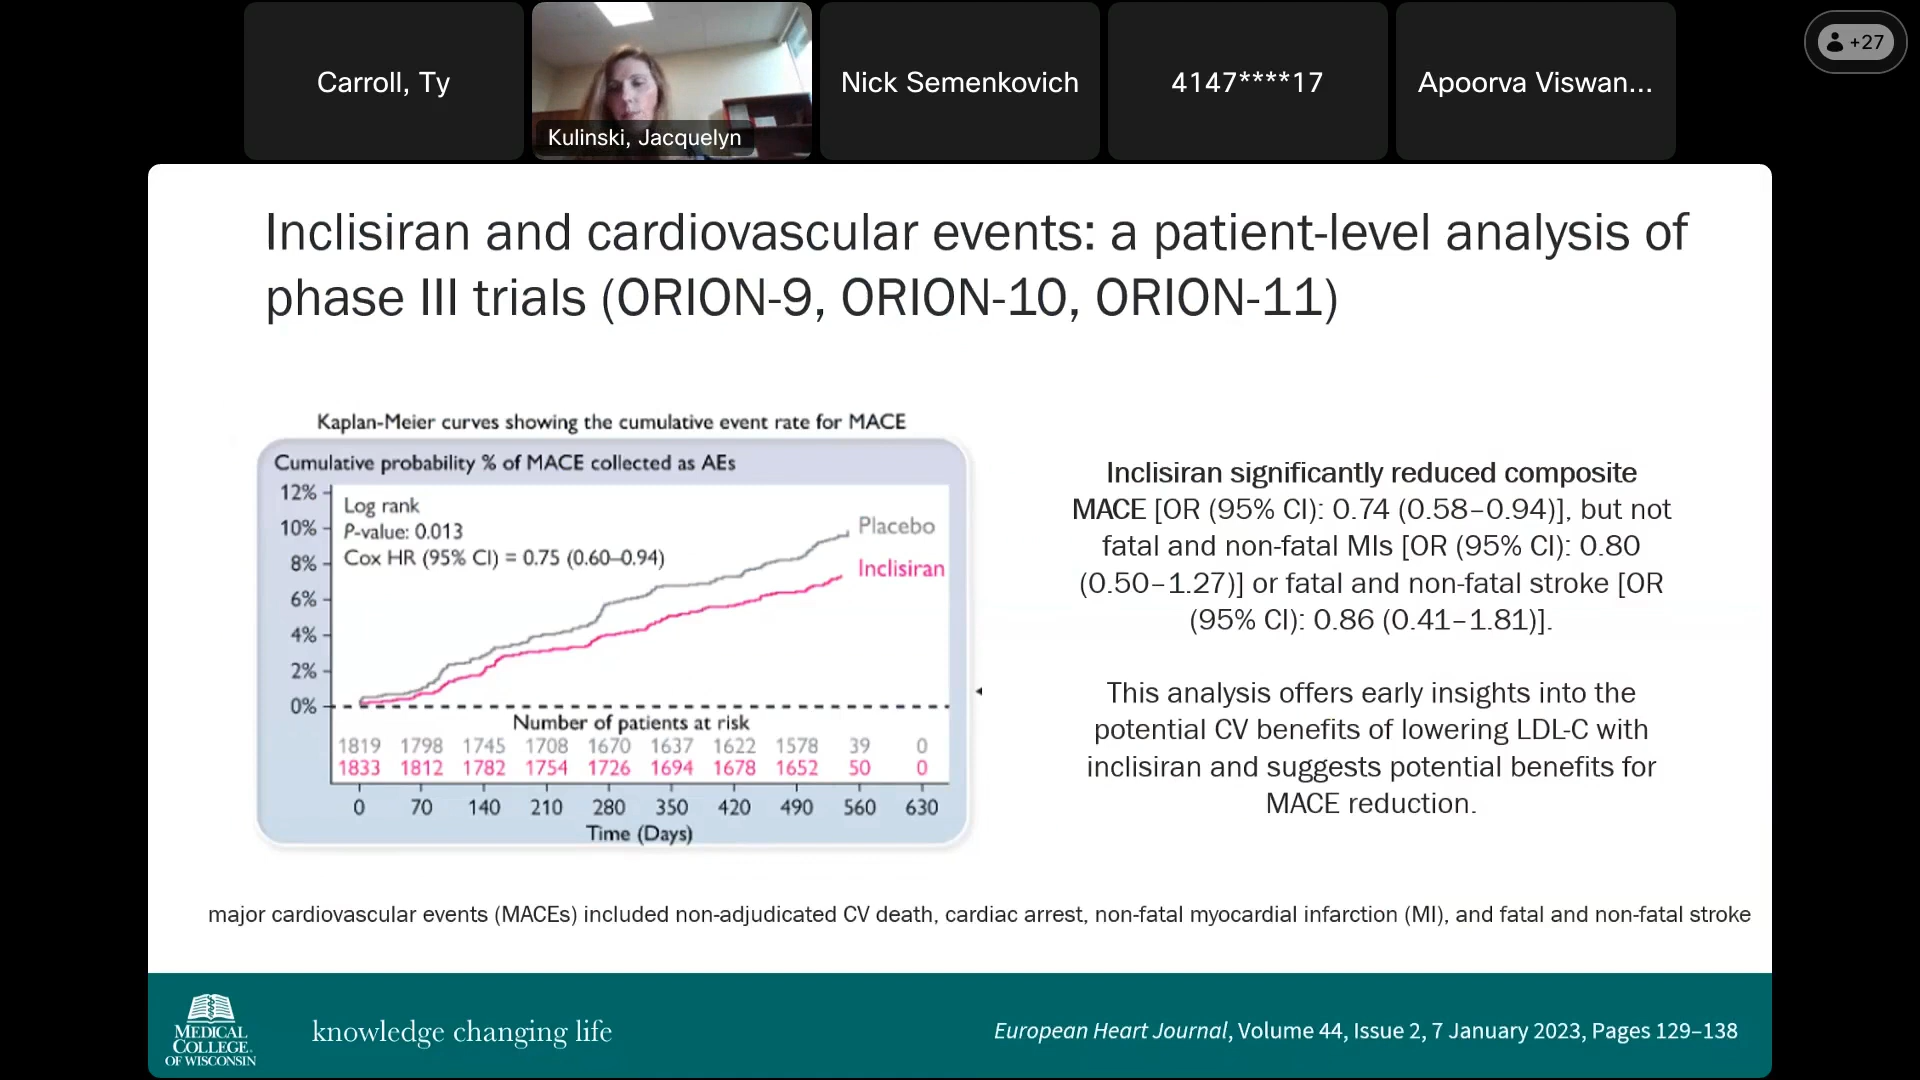 Carroll, Ty
Kulinski, Jacquelyn
Nick Semenkovich
4147****17
Apoorva Viswan...
+27
Inclisiran and cardiovascular events: a patient-level analysis of
phase III trials (ORION-9, ORION-10, ORION-11)
Kaplan-Meier curves showing the cumulative event rate for MACE
Cumulative probability % of MACE collected as AEs
12%
10%
8%
6%
4%
2%
0%
Log rank
P-value: 0.013
Cox HR (95% CI) = 0.75 (0.60–0.94)
Placebo
Inclisiran
Number of patients at risk
1819 1798 1745 1708 1670 1637 1622 1578 39 0
1833 1812 1782 1754 1726 1694 1678 1652 50 0
0 70 140 210 280 350 420 490 560 630
Time (Days)
Inclisiran significantly reduced composite
MACE [OR (95% CI): 0.74 (0.58–0.94)], but not
fatal and non-fatal MIs [OR (95% CI): 0.80
(0.50–1.27)] or fatal and non-fatal stroke [OR
(95% CI): 0.86 (0.41–1.81)].
This analysis offers early insights into the
potential CV benefits of lowering LDL-C with
inclisiran and suggests potential benefits for
MACE reduction.
major cardiovascular events (MACEs) included non-adjudicated CV death, cardiac arrest, non-fatal myocardial infarction (MI), and fatal and non-fatal stroke
MEDICAL
COLLEGE
OF WISCONSIN
knowledge changing life
European Heart Journal, Volume 44, Issue 2, 7 January 2023, Pages 129–138